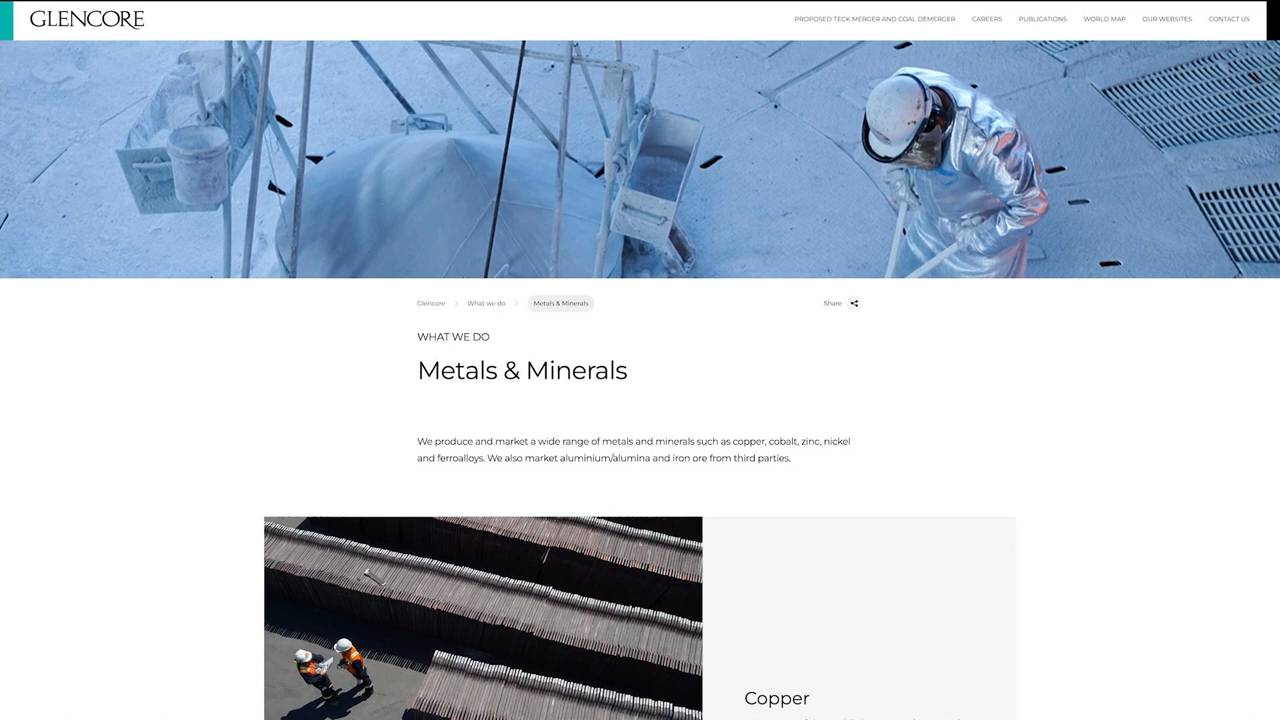 GLENCORE
PROPOSED TECK MERGER AND COAL DEMERGER
CAREERS
PUBLICATIONS
WORLD MAP
OUR WEBSITES
CONTACT US
Glencore
What we do
Metals & Minerals
Share
WHAT WE DO
Metals & Minerals
We produce and market a wide range of metals and minerals such as copper, cobalt, zinc, nickel
and ferroalloys. We also market aluminium/alumina and iron ore from third parties.
Copper